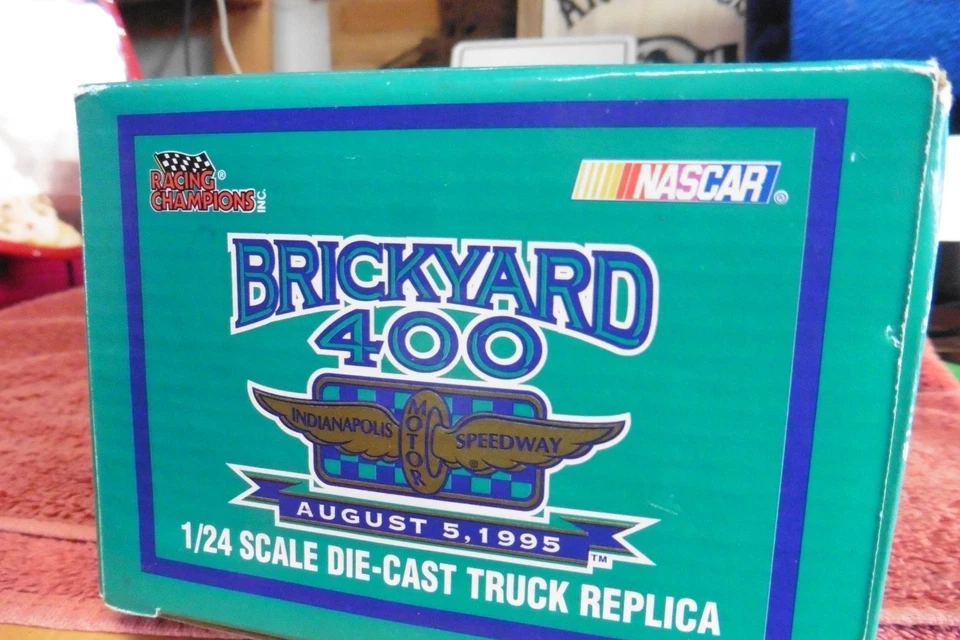 RACING
CHAMPIONS INC.
NASCAR
BRICKYARD
400
INDIANAPOLIS MOTOR SPEEDWAY
AUGUST 5, 1995 ™
1/24 SCALE DIE-CAST TRUCK REPLICA